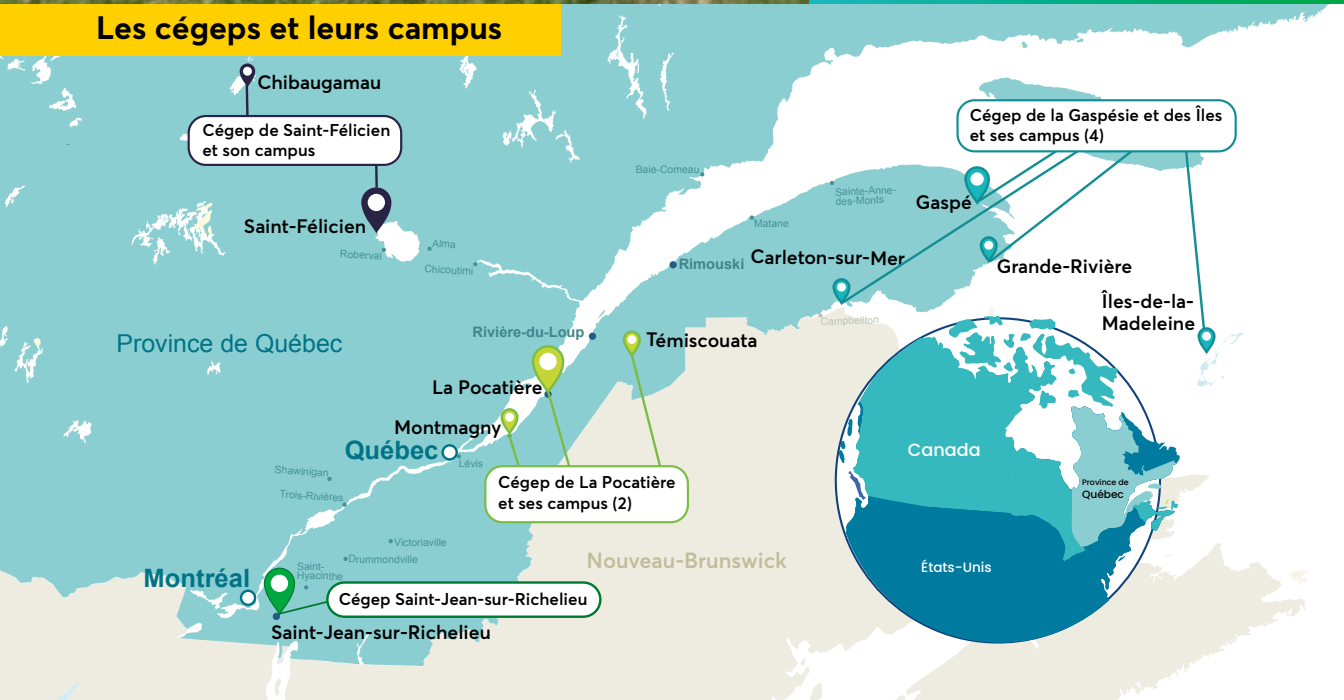 Les cégeps et leurs campus
Chibaugamau
Cégep de Saint-Félicien
et son campus
Cégep de la Gaspésie et des Îles
et ses campus (4)
Baie-Comeau
Sainte-Anne-
des-Monts
Gaspé
Saint-Félicien
Matane
Roberval
Alma
Chicoutimi
Rimouski
Carleton-sur-Mer
Grande-Rivière
Îles-de-la-
Madeleine
Campbellton
Province de Québec
Rivière-du-Loup
Témiscouata
La Pocatière
Montmagny
Québec
Lévis
Shawinigan
Trois-Rivières
Cégep de La Pocatière
et ses campus (2)
Canada
Province de
Québec
Victoriaville
Drummondville
Saint-
Hyacinthe
Nouveau-Brunswick
États-Unis
Montréal
Cégep Saint-Jean-sur-Richelieu
Saint-Jean-sur-Richelieu